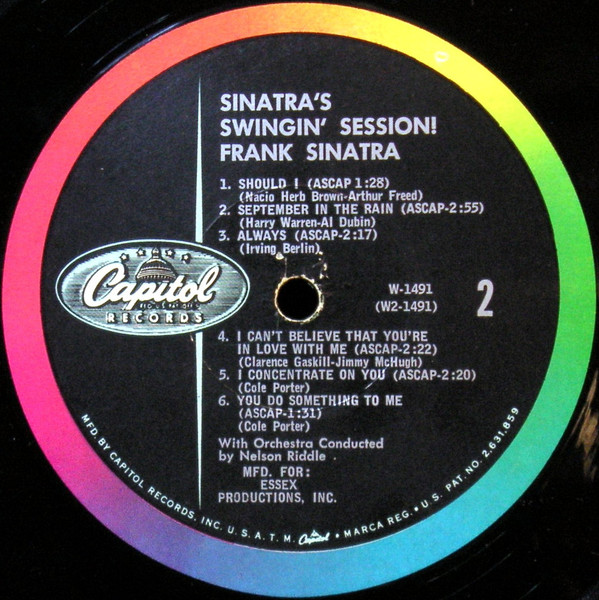 SINATRA'S
SWINGIN' SESSION!
FRANK SINATRA
1. SHOULD I (ASCAP 1:28)
(Nacio Herb Brown-Arthur Freed)
2. SEPTEMBER IN THE RAIN (ASCAP-2:55)
(Harry Warren-Al Dubin)
3. ALWAYS (ASCAP-2:17)
(Irving Berlin)
Capitol
RECORDS
W-1491
(W2-1491)
2
4. I CAN'T BELIEVE THAT YOU'RE
IN LOVE WITH ME (ASCAP-2:22)
(Clarence Gaskill-Jimmy McHugh)
5. I CONCENTRATE ON YOU (ASCAP-2:20)
(Cole Porter)
6. YOU DO SOMETHING TO ME
(ASCAP-1:31)
(Cole Porter)
With Orchestra Conducted
by Nelson Riddle
MFD. FOR:
ESSEX
PRODUCTIONS, INC.
MFD. BY CAPITOL RECORDS, INC. U.S.A. T.M. Capitol • MARCA REG. • U.S. PAT. NO. 2,631,859